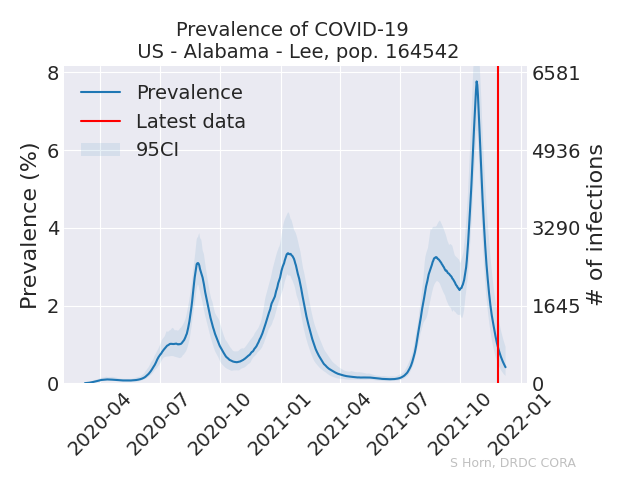 Prevalence of COVID-19
US - Alabama - Lee, pop. 164542
Prevalence
Latest data
95CI
Prevalence (%)
8
6
4
2
0
6581
4936
3290
1645
0
# of infections
2020-04
2020-07
2020-10
2021-01
2021-04
2021-07
2021-10
2022-01
S Horn, DRDC CORA